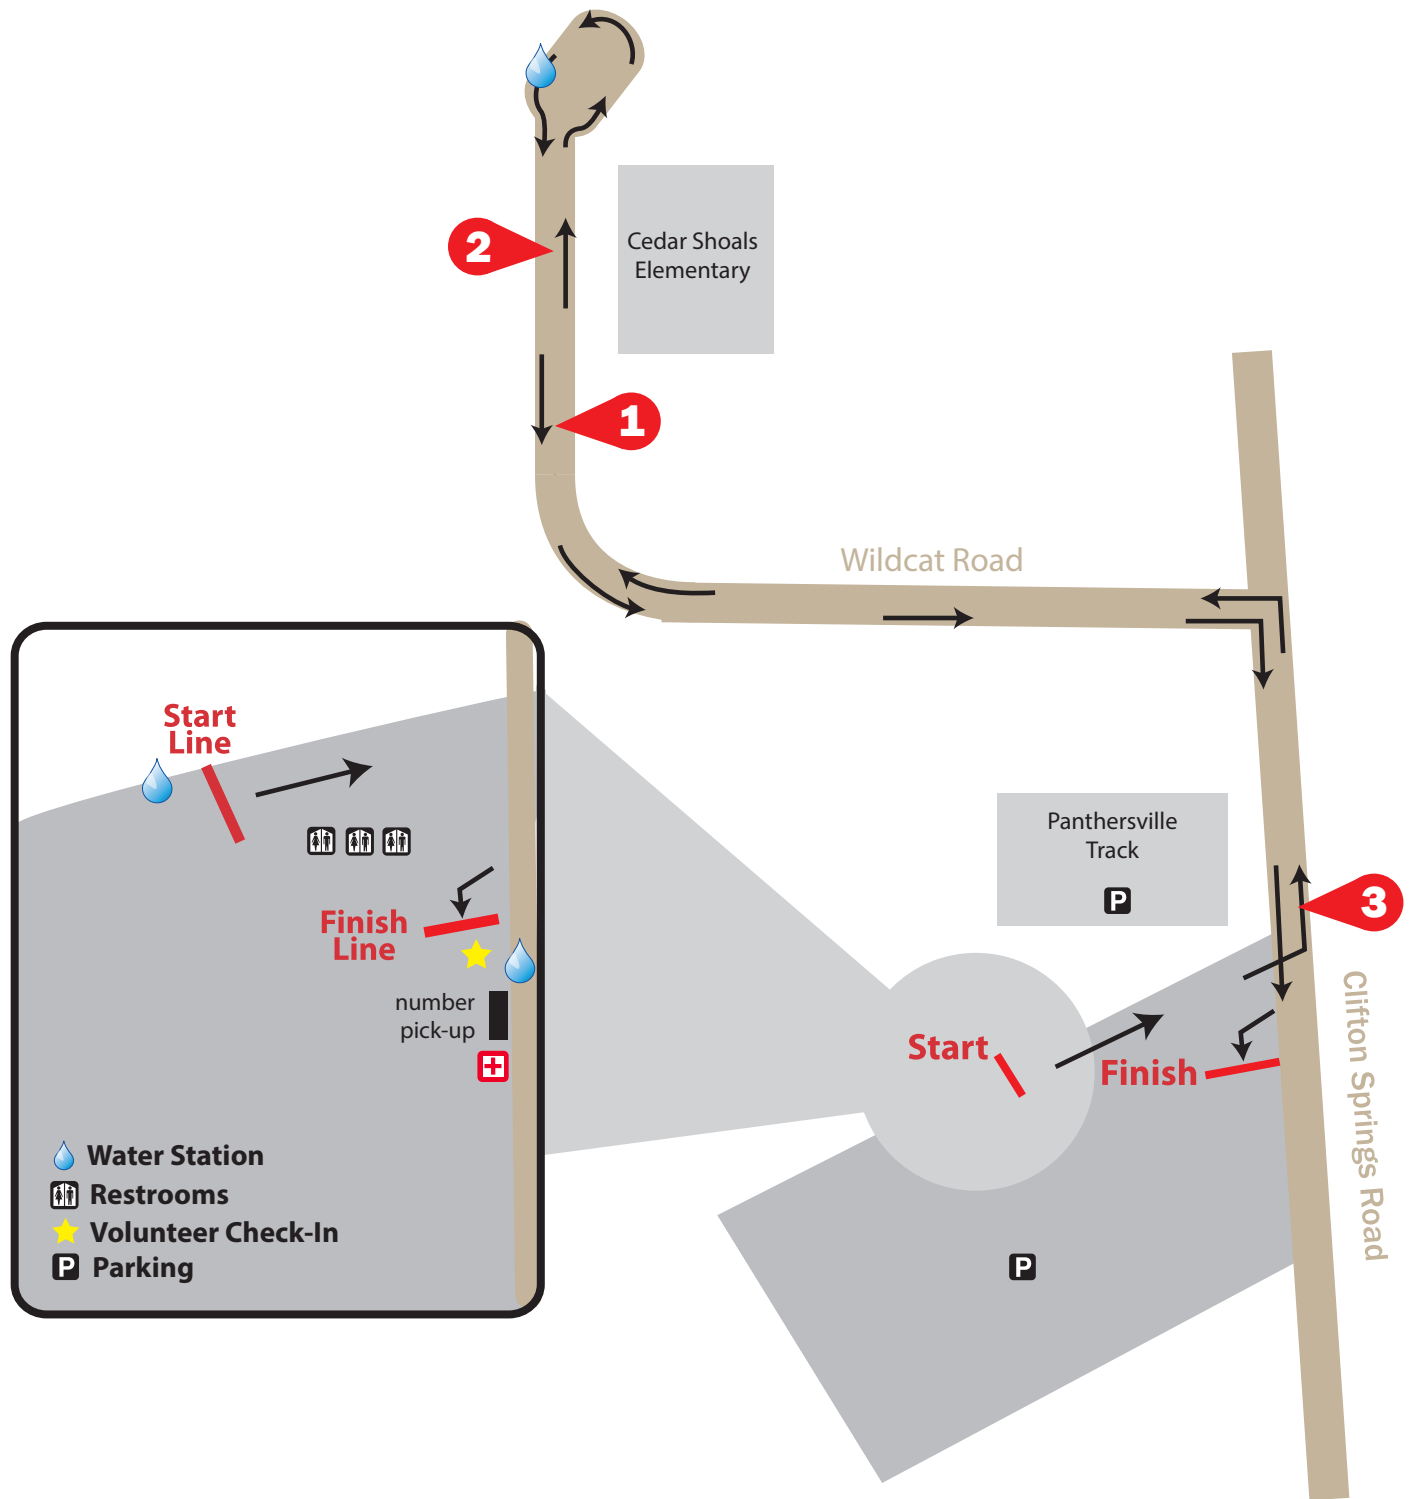 2
Cedar Shoals
Elementary
1
Wildcat Road
Start
Line
Finish
Line
number
pick-up
Water Station
Restrooms
Volunteer Check-In
P Parking
Panthersville
Track
P
3
Start
Finish
Clifton Springs Road
P